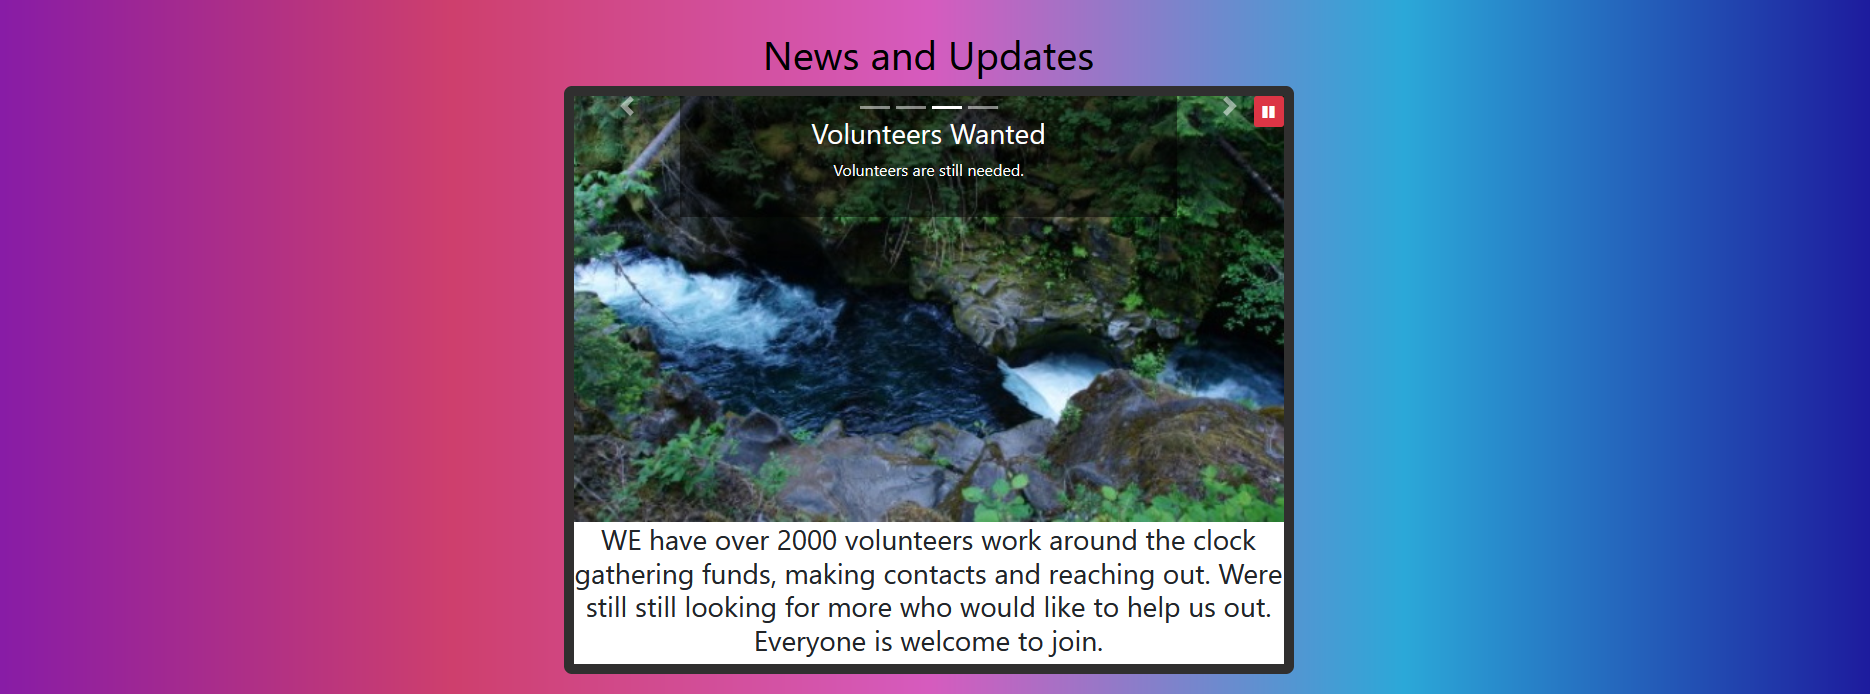 News and Updates
Volunteers Wanted
Volunteers are still needed.
WE have over 2000 volunteers work around the clock
gathering funds, making contacts and reaching out. Were
still still looking for more who would like to help us out.
Everyone is welcome to join.